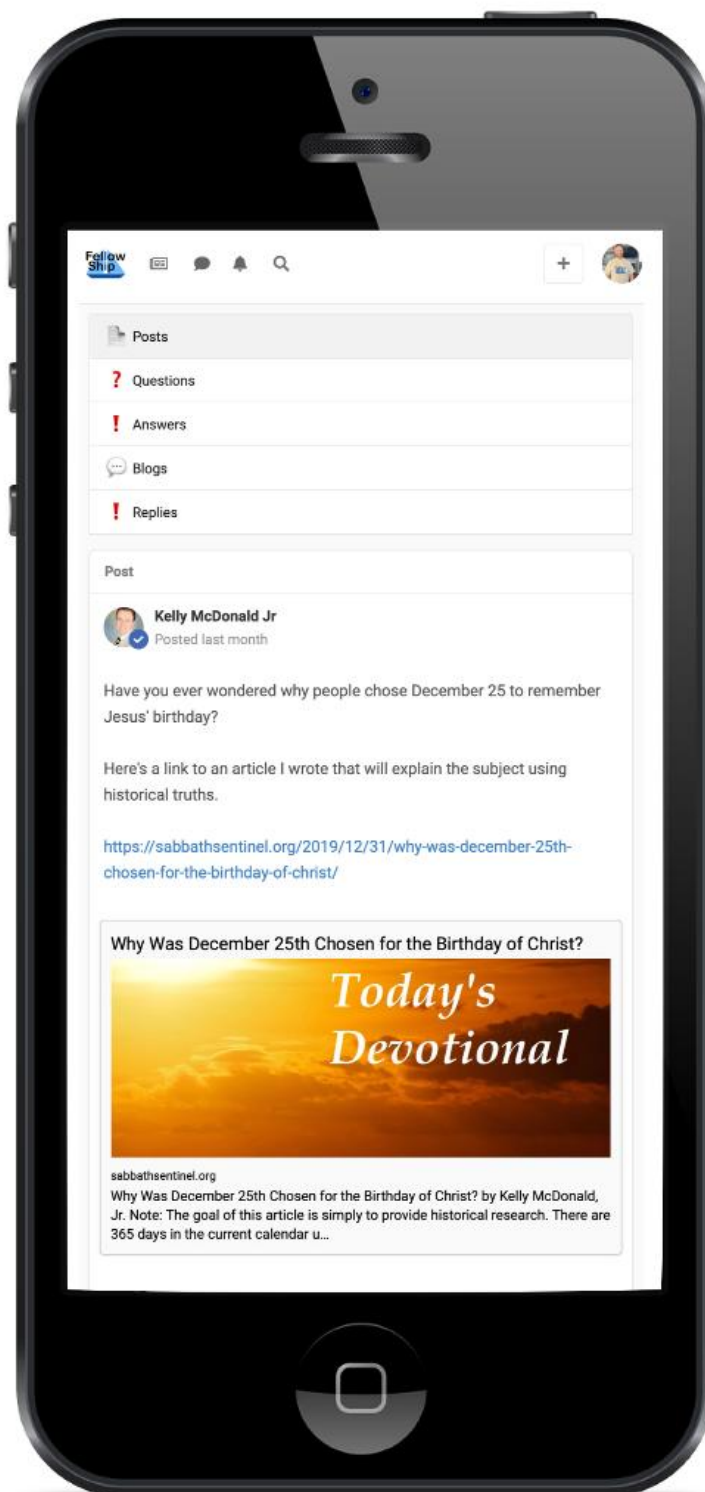 Fellow
Ship
Posts
? Questions
! Answers
Blogs
! Replies
Post
Kelly McDonald Jr
Posted last month
Have you ever wondered why people chose December 25 to remember
Jesus' birthday?
Here's a link to an article I wrote that will explain the subject using
historical truths.
https://sabbathsentinel.org/2019/12/31/why-was-december-25th-
chosen-for-the-birthday-of-christ/
Why Was December 25th Chosen for the Birthday of Christ?
Today's
Devotional
sabbathsentinel.org
Why Was December 25th Chosen for the Birthday of Christ? by Kelly McDonald,
Jr. Note: The goal of this article is simply to provide historical research. There are
365 days in the current calendar u...